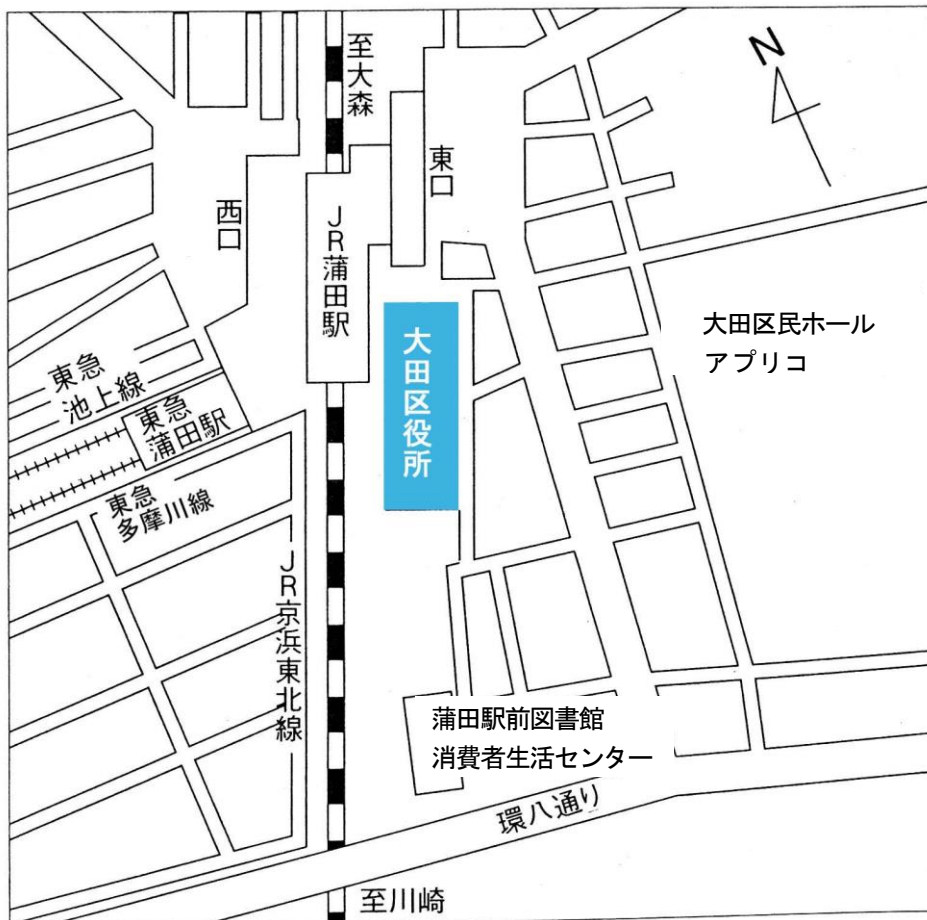 至大森
N
東口
西口
JR蒲田駅
大田区役所
大田区民ホール
アプリコ
東急
池上線
東急
蒲田駅
東急
多摩川線
JR京浜東北線
蒲田駅前図書館
消費者生活センター
環八通り
至川崎